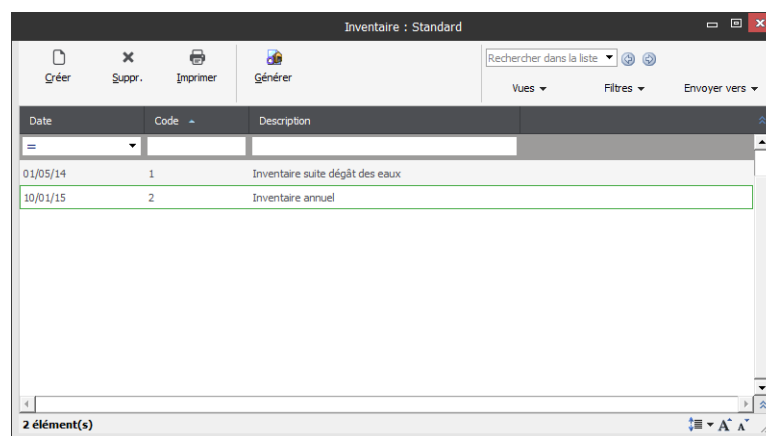 Inventaire : Standard
Créer Suppr. Imprimer Générer
Rechercher dans la liste
Vues Filtres Envoyer vers
Date Code Description
=
01/05/14 1 Inventaire suite dégât des eaux
10/01/15 2 Inventaire annuel
2 élément(s)
A A